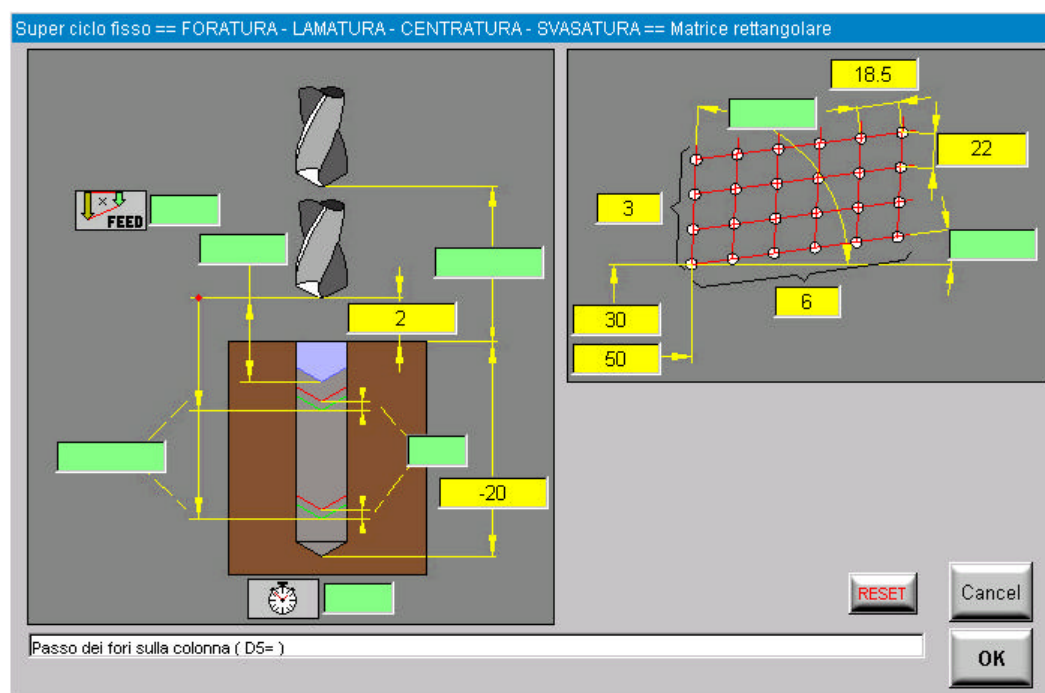 Super ciclo fisso == FORATURA - LAMATURA - CENTRATURA - SVASATURA == Matrice rettangolare
18.5
22
× FEED
3
2
30
6
50
-20
RESET
Cancel
Passo dei fori sulla colonna ( D5= )
OK